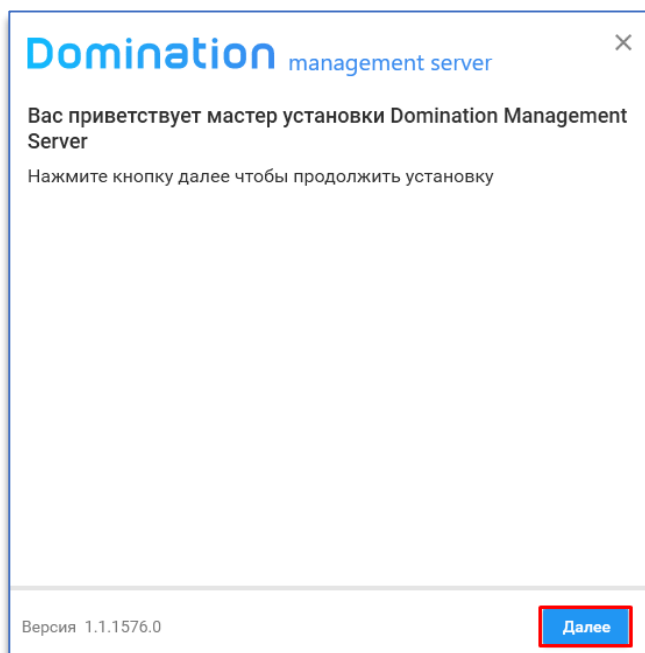 Domination management server
Вас приветствует мастер установки Domination Management
Server
Нажмите кнопку далее чтобы продолжить установку
Версия 1.1.1576.0
Далее